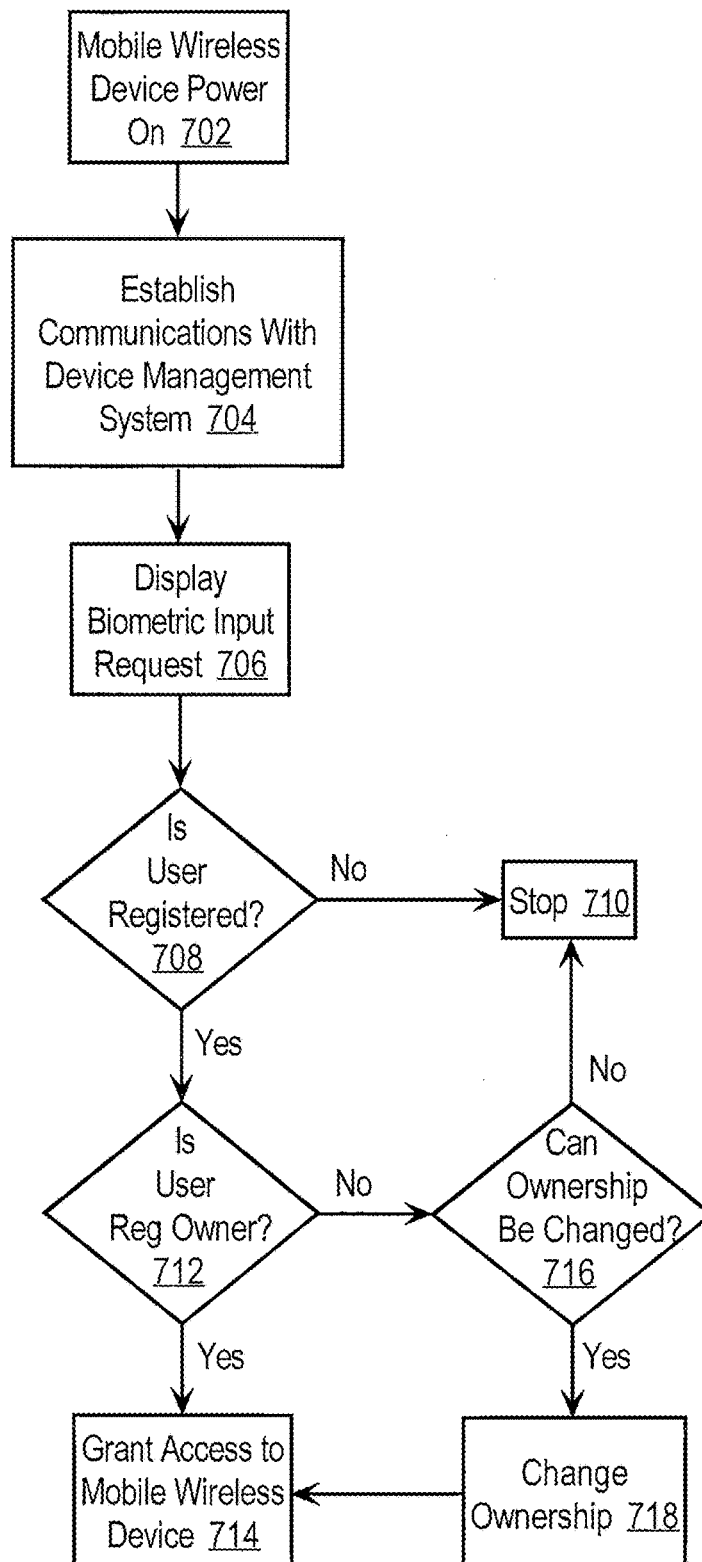 Mobile Wireless
Device Power
On 702
Establish
Communications With
Device Management
System 704
Display
Biometric Input
Request 706
Is
User
Registered?
708
No
Stop 710
Yes
No
Is
User
Reg Owner?
712
No
Can
Ownership
Be Changed?
716
Yes
Yes
Grant Access to
Mobile Wireless
Device 714
Change
Ownership 718